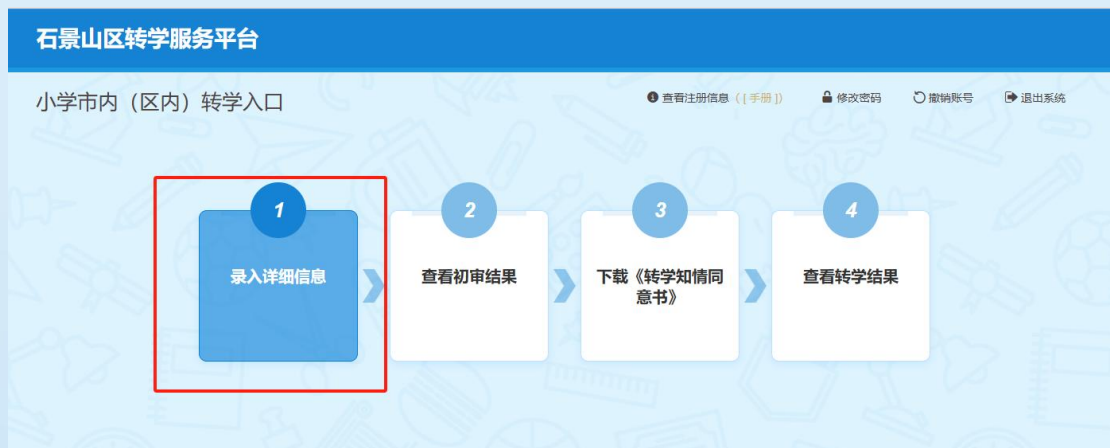 石景山区转学服务平台
小学市内（区内）转学入口
查看注册信息（[ 手册 ]） 修改密码 撤销账号 退出系统
1
录入详细信息
2
查看初审结果
3
下载《转学知情同
意书》
4
查看转学结果